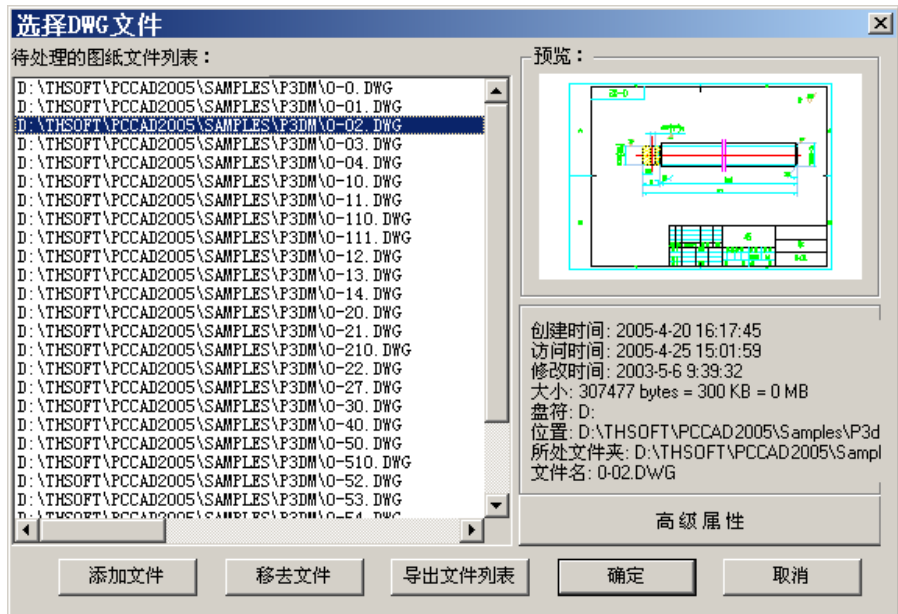 选择DWG文件
待处理的图纸文件列表：
D:\THSOFT\PCCAD2005\SAMPLES\P3DM\0-0.DWG
D:\THSOFT\PCCAD2005\SAMPLES\P3DM\0-01.DWG
D:\THSOFT\PCCAD2005\SAMPLES\P3DM\0-02.DWG
D:\THSOFT\PCCAD2005\SAMPLES\P3DM\0-03.DWG
D:\THSOFT\PCCAD2005\SAMPLES\P3DM\0-04.DWG
D:\THSOFT\PCCAD2005\SAMPLES\P3DM\0-10.DWG
D:\THSOFT\PCCAD2005\SAMPLES\P3DM\0-11.DWG
D:\THSOFT\PCCAD2005\SAMPLES\P3DM\0-110.DWG
D:\THSOFT\PCCAD2005\SAMPLES\P3DM\0-111.DWG
D:\THSOFT\PCCAD2005\SAMPLES\P3DM\0-12.DWG
D:\THSOFT\PCCAD2005\SAMPLES\P3DM\0-13.DWG
D:\THSOFT\PCCAD2005\SAMPLES\P3DM\0-14.DWG
D:\THSOFT\PCCAD2005\SAMPLES\P3DM\0-20.DWG
D:\THSOFT\PCCAD2005\SAMPLES\P3DM\0-21.DWG
D:\THSOFT\PCCAD2005\SAMPLES\P3DM\0-210.DWG
D:\THSOFT\PCCAD2005\SAMPLES\P3DM\0-22.DWG
D:\THSOFT\PCCAD2005\SAMPLES\P3DM\0-27.DWG
D:\THSOFT\PCCAD2005\SAMPLES\P3DM\0-30.DWG
D:\THSOFT\PCCAD2005\SAMPLES\P3DM\0-40.DWG
D:\THSOFT\PCCAD2005\SAMPLES\P3DM\0-50.DWG
D:\THSOFT\PCCAD2005\SAMPLES\P3DM\0-510.DWG
D:\THSOFT\PCCAD2005\SAMPLES\P3DM\0-52.DWG
D:\THSOFT\PCCAD2005\SAMPLES\P3DM\0-53.DWG
D:\THSOFT\PCCAD2005\SAMPLES\P3DM\0-54.DWG
预览：
创建时间: 2005-4-20 16:17:45
访问时间: 2005-4-25 15:01:59
修改时间: 2003-5-6 9:39:32
大小: 307477 bytes = 300 KB = 0 MB
盘符: D:
位置: D:\THSOFT\PCCAD2005\Samples\P3d
所处文件夹: D:\THSOFT\PCCAD2005\Sampl
文件名: 0-02.DWG
高级属性
添加文件 移去文件 导出文件列表 确定 取消